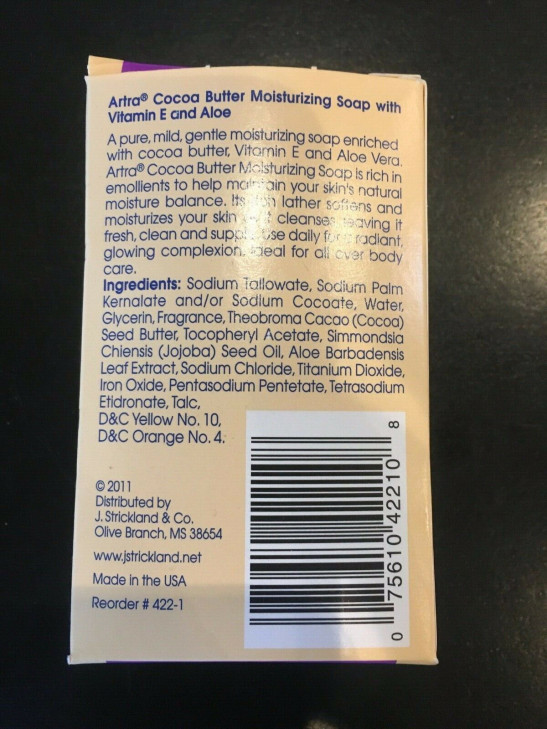 Artra® Cocoa Butter Moisturizing Soap with
Vitamin E and Aloe
A pure, mild, gentle moisturizing soap enriched
with cocoa butter, Vitamin E and Aloe Vera.
Artra® Cocoa Butter Moisturizing Soap is rich in
emollients to help maintain your skin's natural
moisture balance. Its rich lather softens and
moisturizes your skin cleanses leaving it
fresh, clean and supple. Use daily for radiant,
glowing complexion. Ideal for all over body
care.
Ingredients: Sodium Tallowate, Sodium Palm
Kernalate and/or Sodium Cocoate, Water,
Glycerin, Fragrance, Theobroma Cacao (Cocoa)
Seed Butter, Tocopheryl Acetate, Simmondsia
Chiensis (Jojoba) Seed Oil, Aloe Barbadensis
Leaf Extract, Sodium Chloride, Titanium Dioxide,
Iron Oxide, Pentasodium Pentetate, Tetrasodium
Etidronate, Talc,
D&C Yellow No. 10,
D&C Orange No. 4.
© 2011
Distributed by
J. Strickland & Co.
Olive Branch, MS 38654
www.jstrickland.net
Made in the USA
Reorder # 422-1
0 75610 42210 8